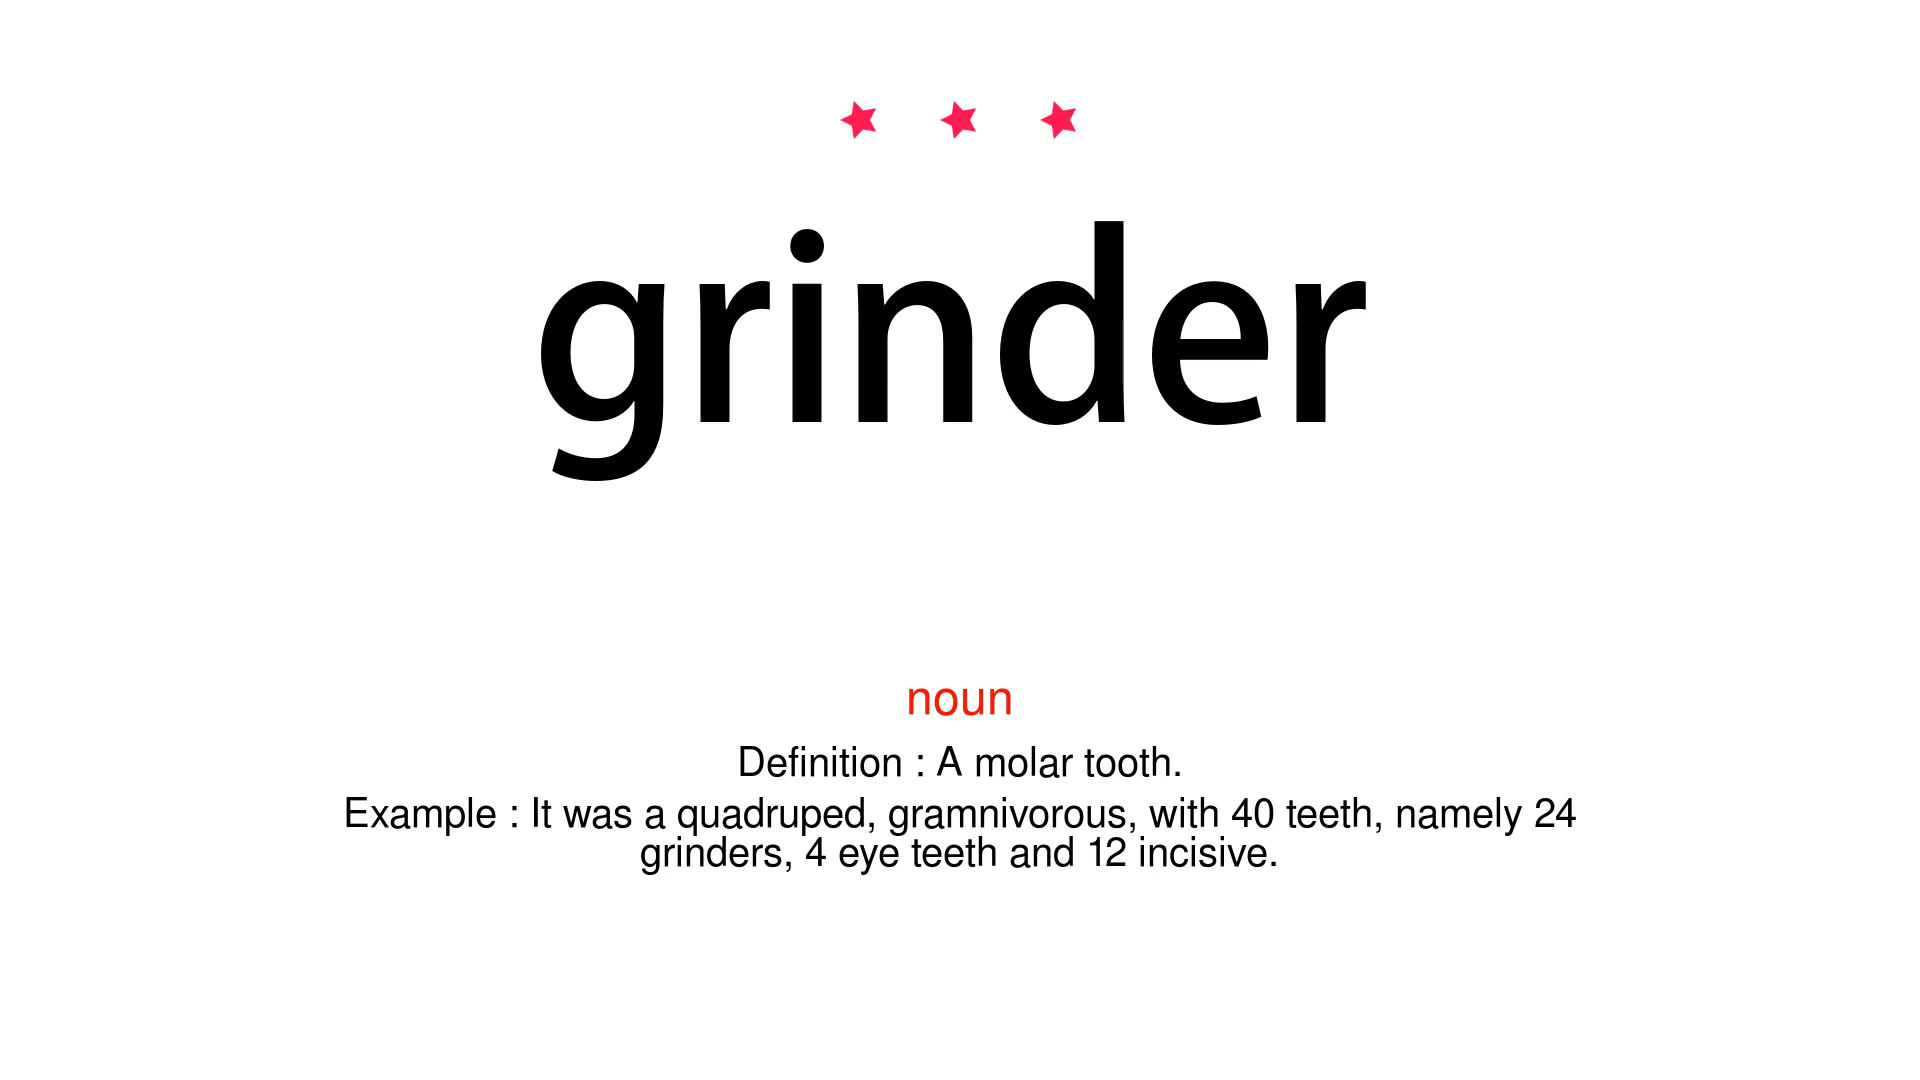 grinder
noun
Definition : A molar tooth.
Example : It was a quadruped, gramnivorous, with 40 teeth, namely 24
grinders, 4 eye teeth and 12 incisive.